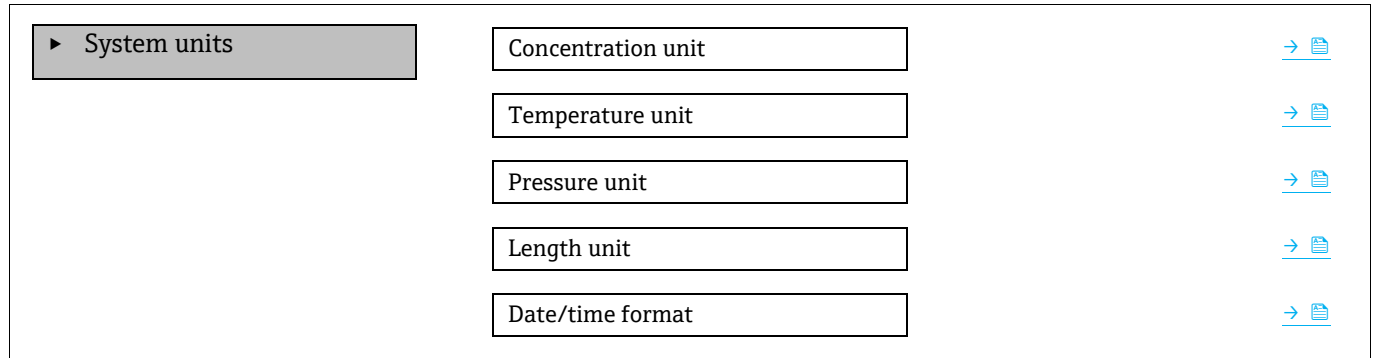 ▸ System units
Concentration unit → 🖹
Temperature unit → 🖹
Pressure unit → 🖹
Length unit → 🖹
Date/time format → 🖹